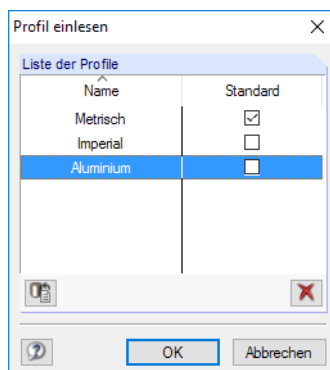 Profil einlesen
Liste der Profile
Name Standard
Metrisch
Imperial
Aluminium
OK Abbrechen